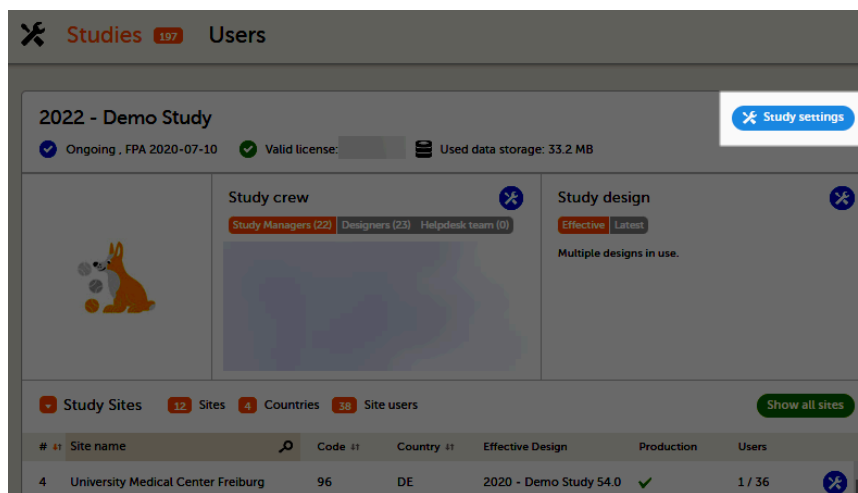 Studies 197 Users
2022 - Demo Study
Study settings
Ongoing , FPA 2020-07-10 Valid license: Used data storage: 33.2 MB
Study crew
Study Managers (22) Designers (23) Helpdesk team (0)
Study design
Effective Latest
Multiple designs in use.
Study Sites 12 Sites 4 Countries 38 Site users Show all sites
# Site name Code Country Effective Design Production Users
4 University Medical Center Freiburg 96 DE 2020 - Demo Study 54.0 1 / 36